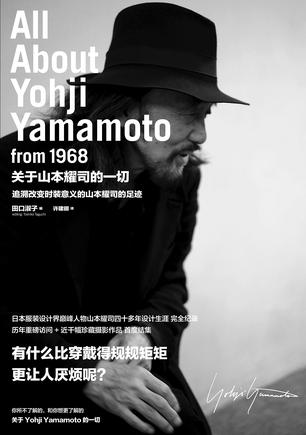 All
About
Yohji
Yamamoto
from 1968
关于山本耀司的一切
追溯改变时装意义的山本耀司的足迹
田口淑子 编 许建明 译
editing: Yoshiko Taguchi
日本服装设计界巅峰人物山本耀司四十多年设计生涯 完全纪录
历年重磅访问 + 近千幅珍藏摄影作品 首度结集
有什么比穿戴得规规矩矩
更让人厌烦呢？
Yohji Yamamoto
你所不了解的，和你想更了解的
关于 Yohji Yamamoto 的一切